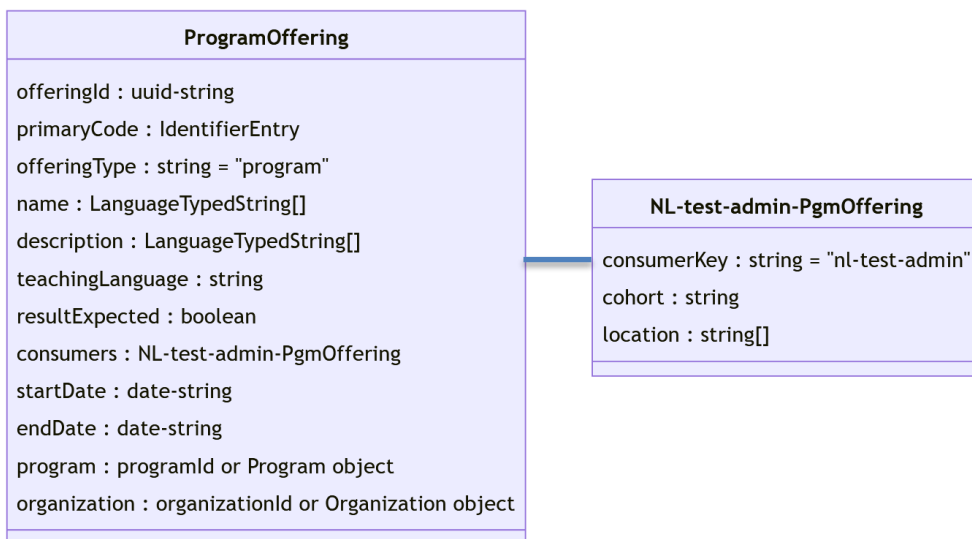 ProgramOffering
offeringId : uuid-string
primaryCode : IdentifierEntry
offeringType : string = "program"
name : LanguageTypedString[]
description : LanguageTypedString[]
teachingLanguage : string
resultExpected : boolean
consumers : NL-test-admin-PgmOffering
startDate : date-string
endDate : date-string
program : programId or Program object
organization : organizationId or Organization object
NL-test-admin-PgmOffering
consumerKey : string = "nl-test-admin"
cohort : string
location : string[]